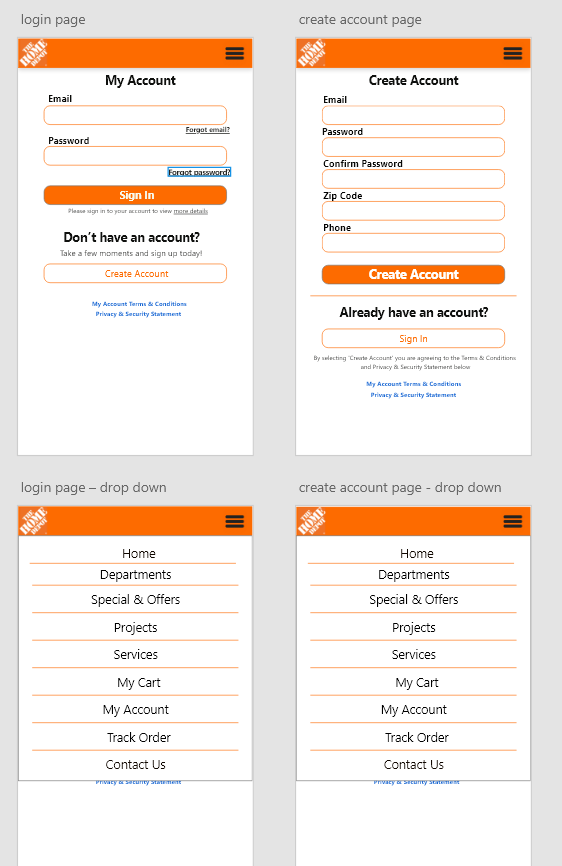 login page
THE
HOME
DEPOT
My Account
Email
Forgot email?
Password
Forgot password?
Sign In
Please sign in to your account to view more details
Don't have an account?
Take a few moments and sign up today!
Create Account
My Account Terms & Conditions
Privacy & Security Statement
create account page
THE
HOME
DEPOT
Create Account
Email
Password
Confirm Password
Zip Code
Phone
Create Account
Already have an account?
Sign In
By selecting 'Create Account' you are agreeing to the Terms & Conditions
and Privacy & Security Statement below
My Account Terms & Conditions
Privacy & Security Statement
login page – drop down
THE
HOME
DEPOT
Home
Departments
Special & Offers
Projects
Services
My Cart
My Account
Track Order
Contact Us
Privacy & Security Statement
create account page - drop down
THE
HOME
DEPOT
Home
Departments
Special & Offers
Projects
Services
My Cart
My Account
Track Order
Contact Us
Privacy & Security Statement